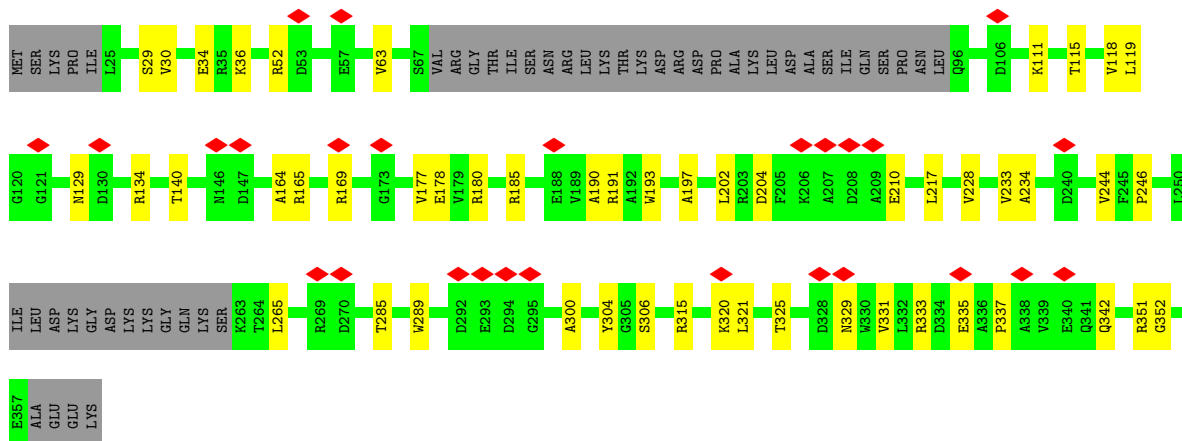 MET SER LYS PRO ILE L25 S29 V30 E34 R35 K36 R52 D53 E57 V63 S67 VAL ARG GLY THR ILE SER ASN ARG LEU LYS THR LYS ASP ARG ASP PRO ALA LYS LEU ASP ALA SER ILE GLN SER PRO ASN LEU Q96 D106 K111 T115 V118 L119
G120 G121 N129 D130 R134 T140 N146 D147 A164 R165 R169 G173 V177 E178 V179 R180 R185 E188 V189 A190 R191 A192 W193 A197 L202 R203 D204 F205 K206 A207 D208 A209 E210 L217 V228 V233 A234 D240 V244 F245 P246 L250
ILE LEU ASP LYS GLY ASP LYS LYS GLY GLN LYS SER K263 T264 L265 R269 D270 T285 W289 D292 E293 D294 G295 A300 Y304 G305 S306 R315 K320 L321 T325 D328 N329 W330 V331 L332 R333 D334 E335 A336 P337 A338 V339 E340 Q341 Q342 R351 G352
E357 ALA GLU GLU LYS